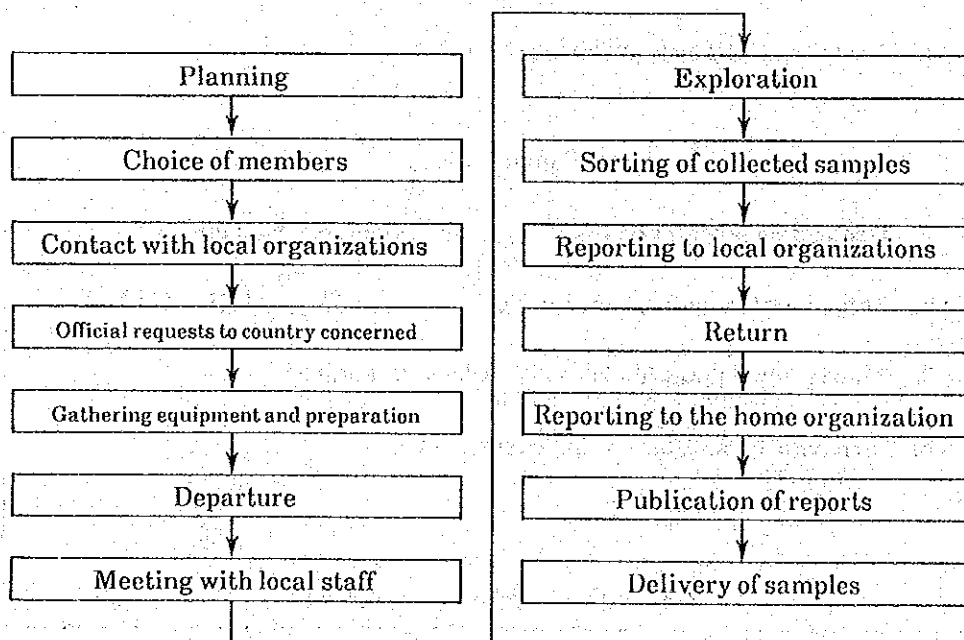 Planning
Choice of members
Contact with local organizations
Official requests to country concerned
Gathering equipment and preparation
Departure
Meeting with local staff
Exploration
Sorting of collected samples
Reporting to local organizations
Return
Reporting to the home organization
Publication of reports
Delivery of samples